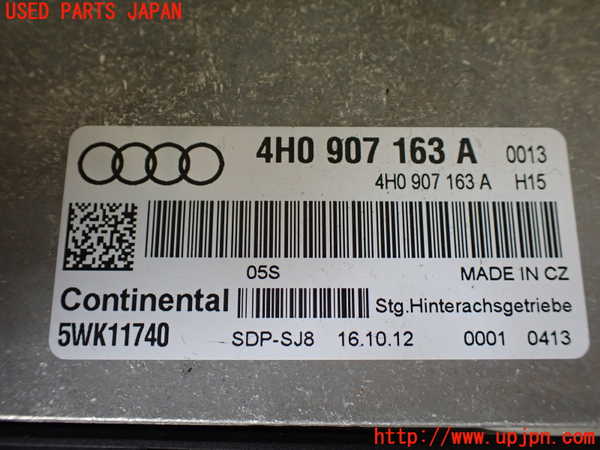 USED PARTS JAPAN
4H0 907 163 A 0013
4H0 907 163 A H15
05S MADE IN CZ
Continental Stg.Hinterachsgetriebe
5WK11740 SDP-SJ8 16.10.12 0001 0413
http://www.upjpn.com